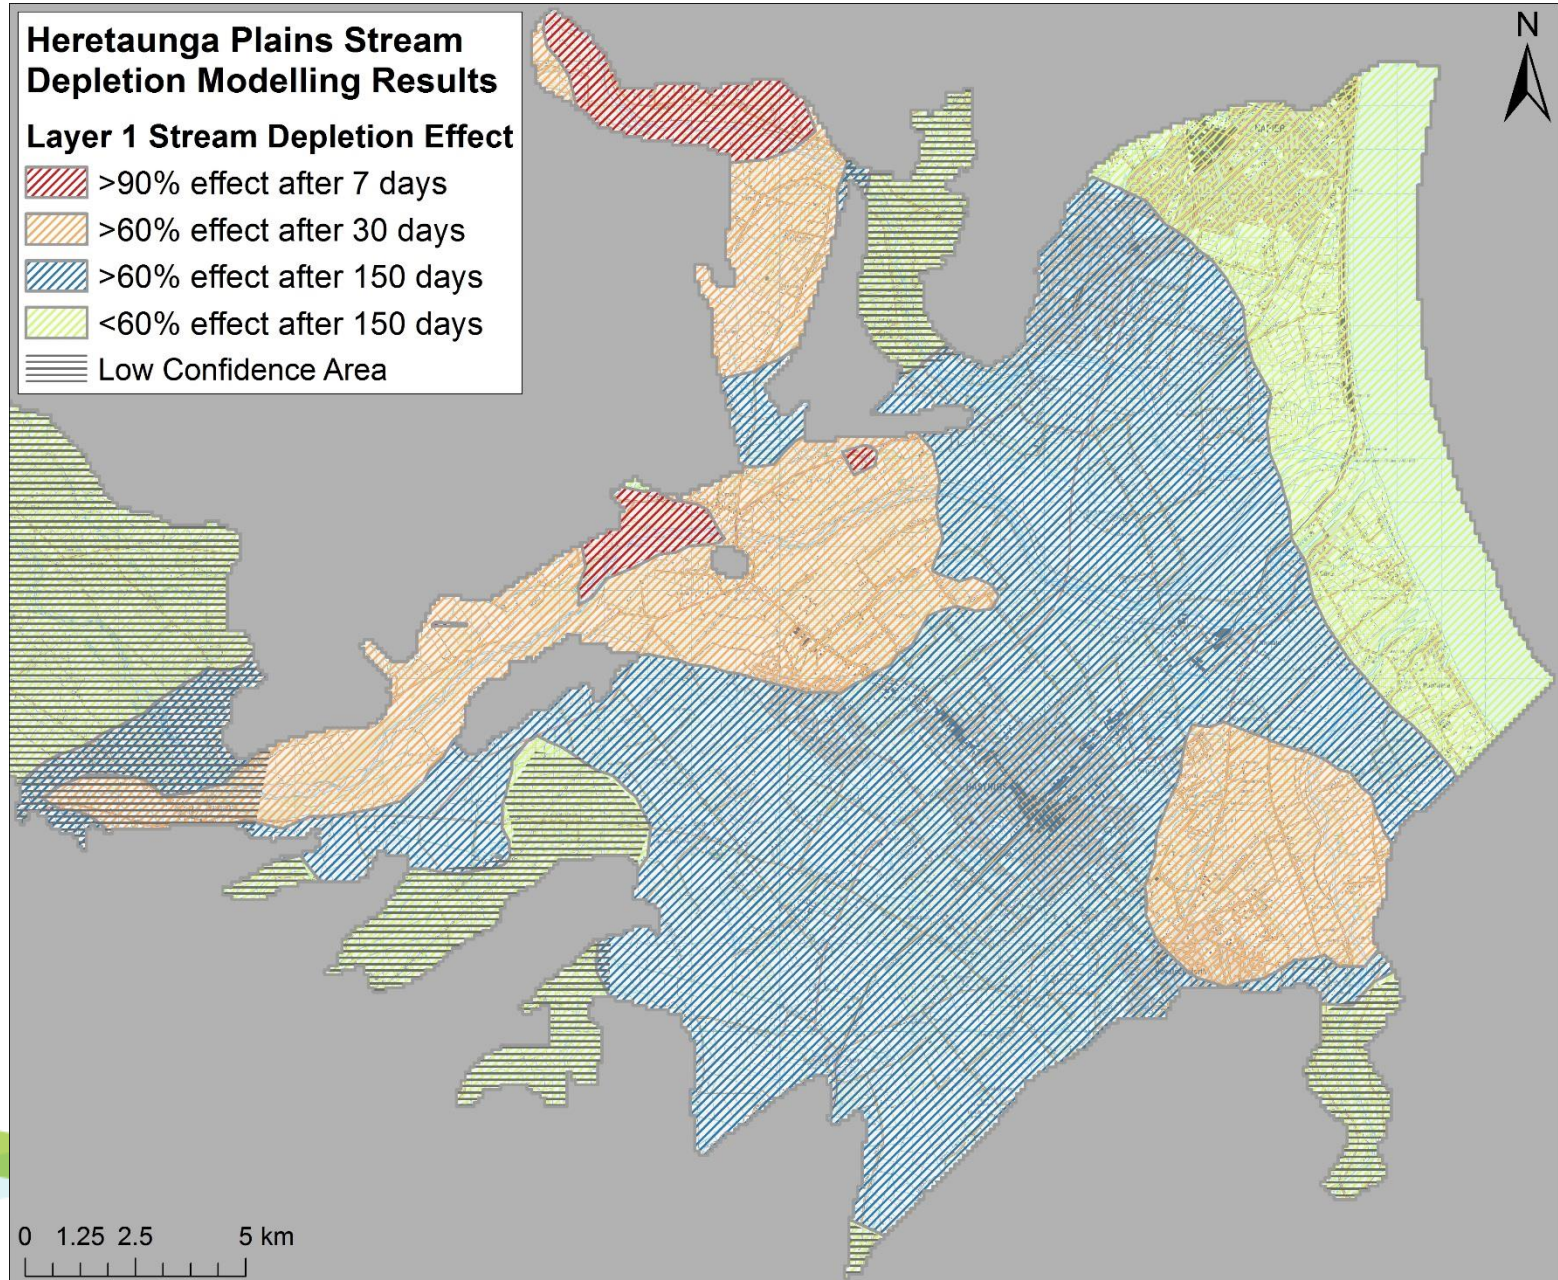 Heretaunga Plains Stream
Depletion Modelling Results
Layer 1 Stream Depletion Effect
>90% effect after 7 days
>60% effect after 30 days
>60% effect after 150 days
<60% effect after 150 days
Low Confidence Area
N
NAPIER
HASTINGS
0 1.25 2.5 5 km